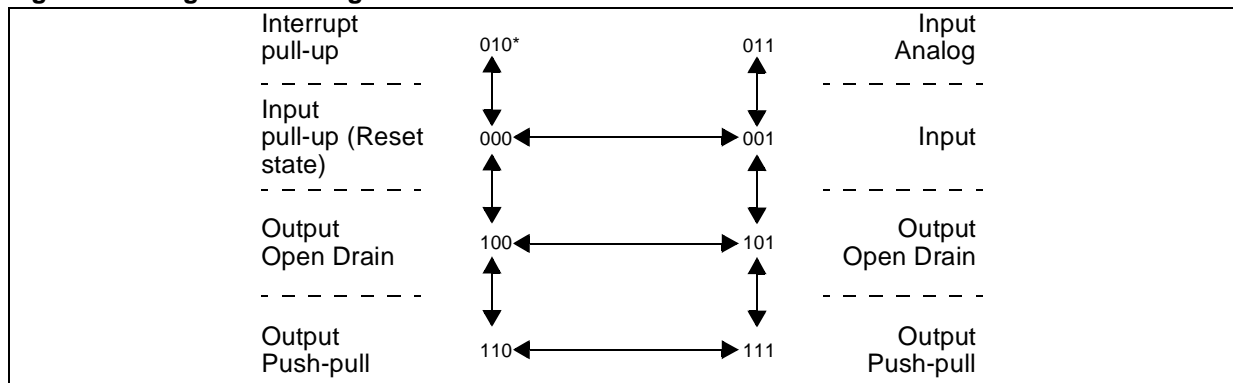 Interrupt
pull-up
010*
011
Input
Analog
Input
pull-up (Reset
state)
000
001
Input
Output
Open Drain
100
101
Output
Open Drain
Output
Push-pull
110
111
Output
Push-pull